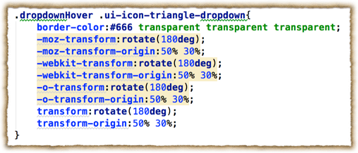 .dropdownHover .ui-icon-triangle-dropdown{
border-color:#666 transparent transparent transparent;
-moz-transform:rotate(180deg);
-moz-transform-origin:50% 30%;
-webkit-transform:rotate(180deg);
-webkit-transform-origin:50% 30%;
-o-transform:rotate(180deg);
-o-transform-origin:50% 30%;
transform:rotate(180deg);
transform-origin:50% 30%;
}